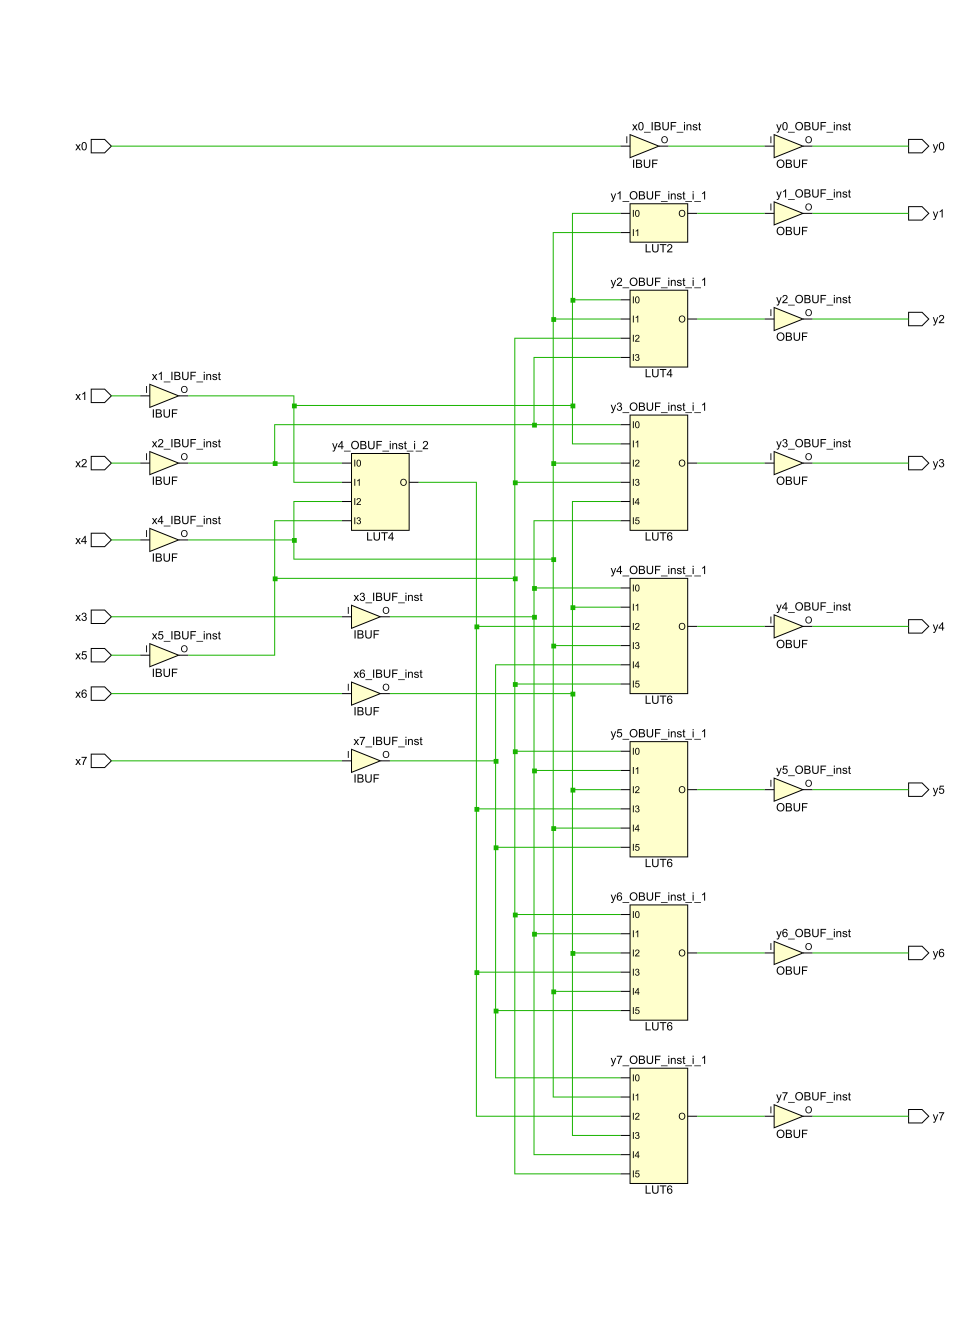 x0_IBUF_inst
y0_OBUF_inst
x0
I
O
I
O
y0
IBUF
OBUF
y1_OBUF_inst_i_1
y1_OBUF_inst
I0
O
I
O
y1
I1
OBUF
LUT2
y2_OBUF_inst_i_1
y2_OBUF_inst
I0
I1
O
I
O
y2
I2
OBUF
I3
LUT4
x1_IBUF_inst
x1
I
O
IBUF
y3_OBUF_inst_i_1
I0
I1
y3_OBUF_inst
I2
O
I
O
y3
I3
OBUF
I4
I5
LUT6
x2_IBUF_inst
x2
I
O
IBUF
y4_OBUF_inst_i_2
I0
I1
O
I2
I3
LUT4
x4_IBUF_inst
x4
I
O
IBUF
y4_OBUF_inst_i_1
I0
I1
y4_OBUF_inst
I2
O
I
O
y4
I3
OBUF
I4
I5
LUT6
x3_IBUF_inst
x3
I
O
IBUF
x5_IBUF_inst
x5
I
O
IBUF
x6_IBUF_inst
x6
I
O
IBUF
x7_IBUF_inst
x7
I
O
IBUF
y5_OBUF_inst_i_1
I0
I1
y5_OBUF_inst
I2
O
I
O
y5
I3
OBUF
I4
I5
LUT6
y6_OBUF_inst_i_1
I0
I1
y6_OBUF_inst
I2
O
I
O
y6
I3
OBUF
I4
I5
LUT6
y7_OBUF_inst_i_1
I0
I1
y7_OBUF_inst
I2
O
I
O
y7
I3
OBUF
I4
I5
LUT6